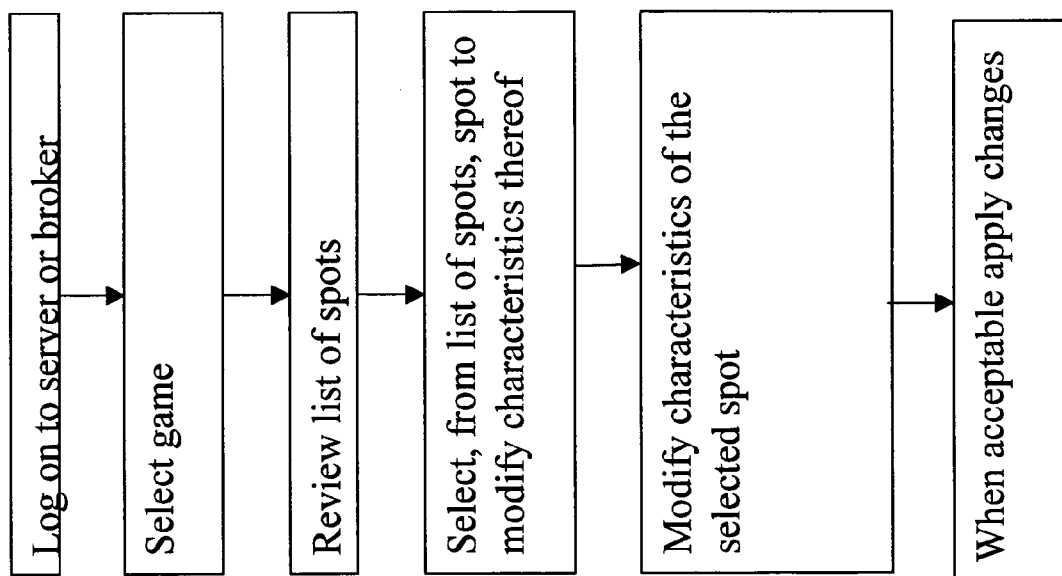 Log on to server or broker
Select game
Review list of spots
Select, from list of spots, spot to
modify characteristics thereof
Modify characteristics of the
selected spot
When acceptable apply changes